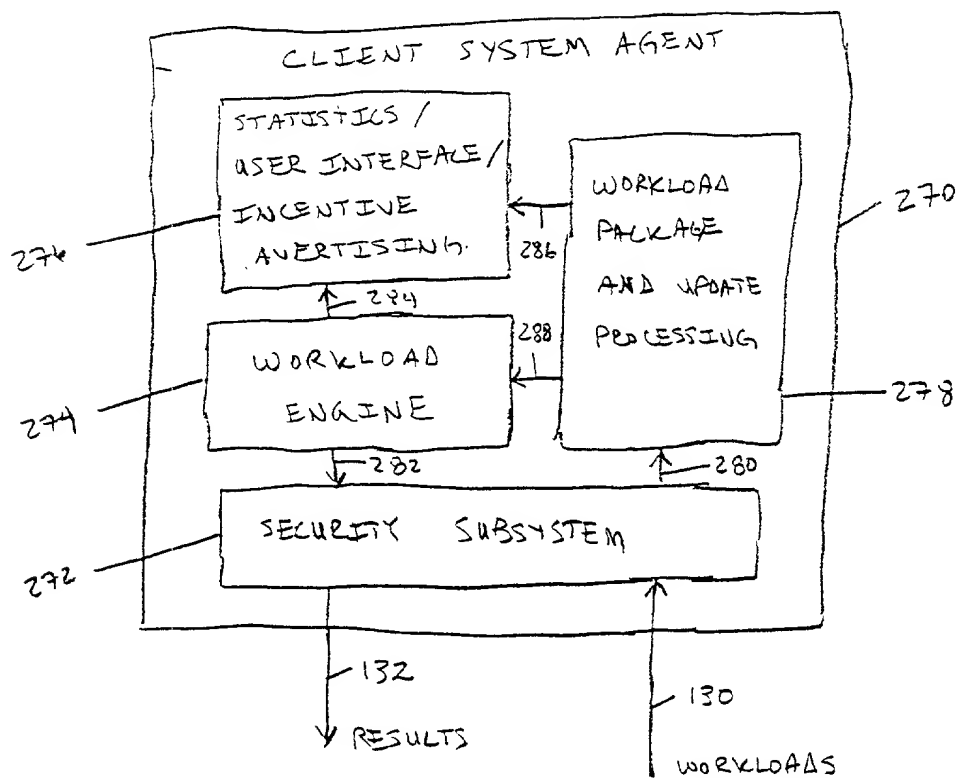 CLIENT SYSTEM AGENT
STATISTICS/
USER INTERFACE/
INCENTIVE
AVERTISING.
276
286
WORKLOAD
PACKAGE
AND UPDATE
PROCESSING
270
284
288
WORKLOAD
ENGINE
274
278
282
280
SECURITY SUBSYSTEM
272
132
130
RESULTS
WORKLOADS